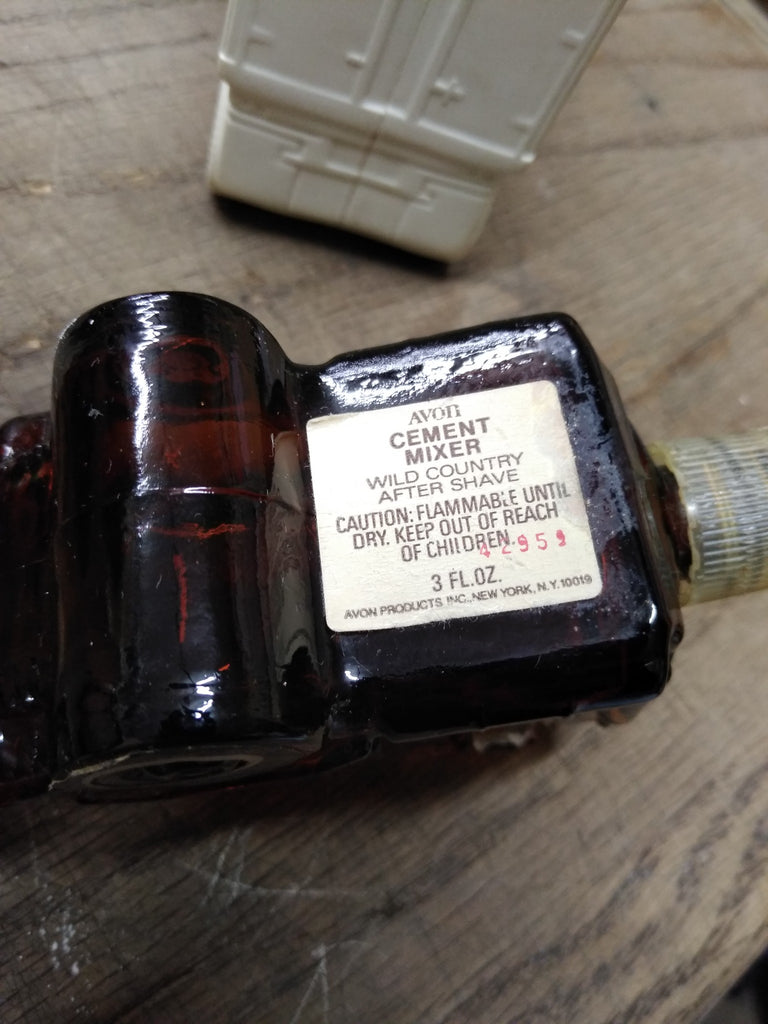 AVON
CEMENT
MIXER
WILD COUNTRY
AFTER SHAVE
CAUTION: FLAMMABLE UNTIL
DRY. KEEP OUT OF REACH
OF CHILDREN.
42959
3 FL.OZ.
AVON PRODUCTS INC., NEW YORK, N.Y. 10019